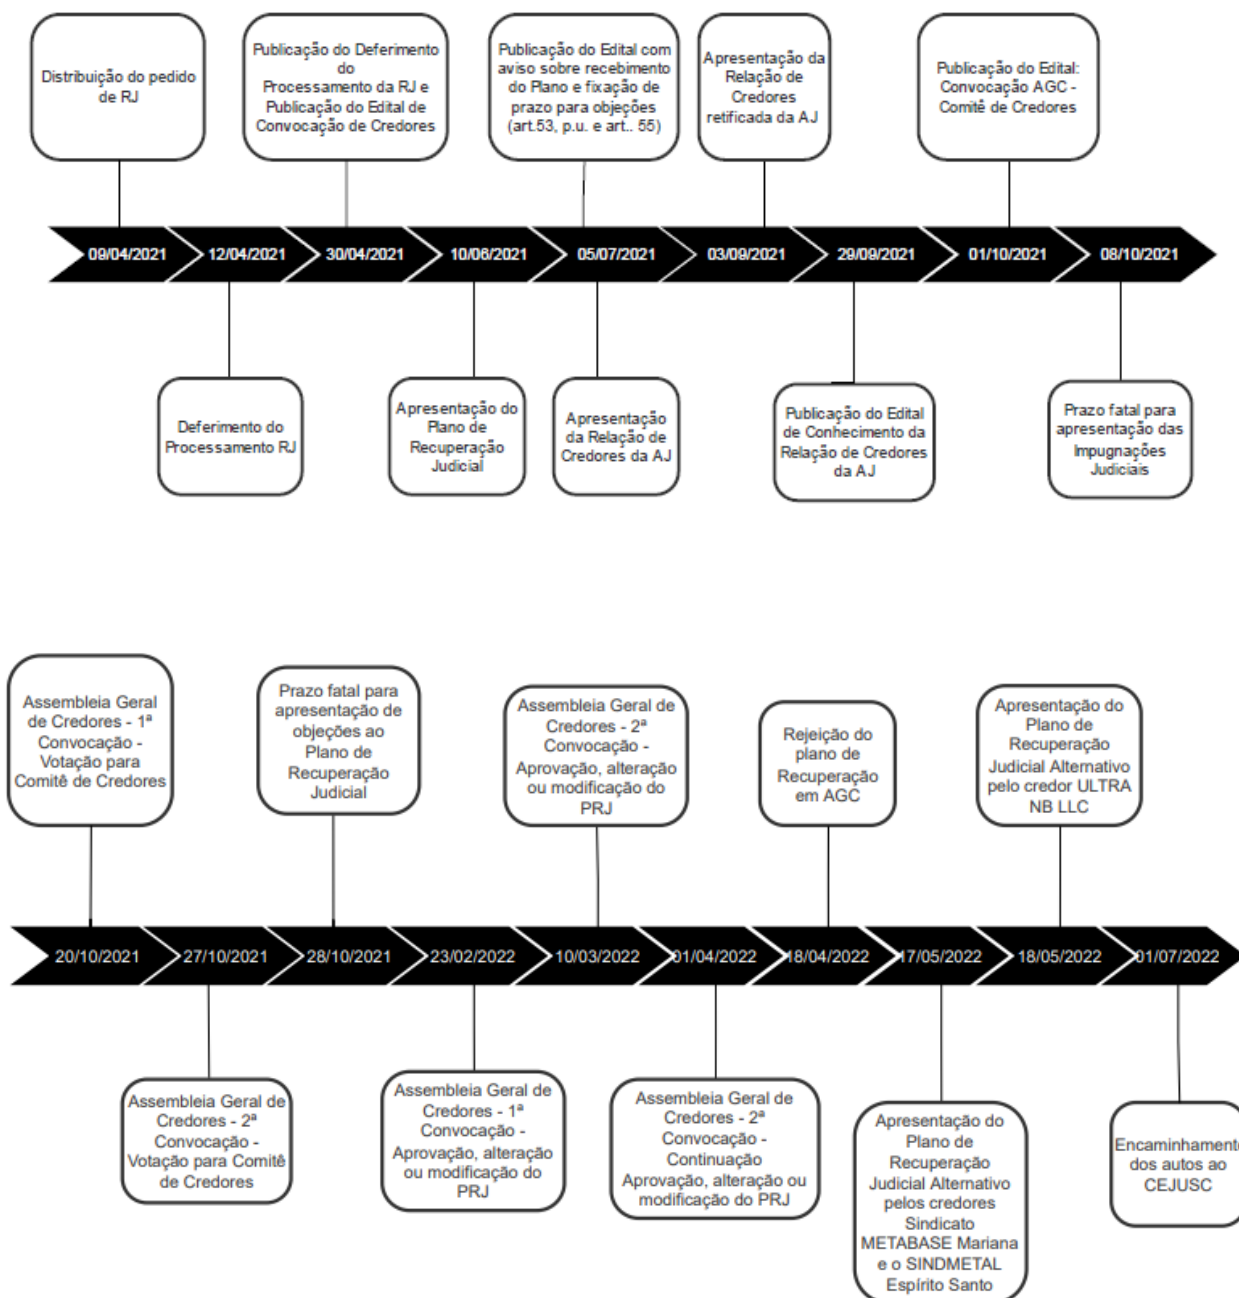 Distribuição do pedido
de RJ
Publicação do Deferimento
do
Processamento da RJ e
Publicação do Edital de
Convocação de Credores
Publicação do Edital com
aviso sobre recebimento
do Plano e fixação de
prazo para objeções
(art.53, p.u. e art.. 55)
Apresentação da
Relação de
Credores
retificada da AJ
Publicação do Edital:
Convocação AGC -
Comitê de Credores
09/04/2021
12/04/2021
30/04/2021
10/06/2021
05/07/2021
03/09/2021
29/09/2021
01/10/2021
08/10/2021
Deferimento do
Processamento RJ
Apresentação do
Plano de
Recuperação
Judicial
Apresentação
da Relação de
Credores da AJ
Publicação do Edital
de Conhecimento da
Relação de Credores
da AJ
Prazo fatal para
apresentação das
Impugnações
Judiciais
Assembleia Geral
de Credores - 1ª
Convocação -
Votação para
Comitê de Credores
Prazo fatal para
apresentação de
objeções ao
Plano de
Recuperação
Judicial
Assembleia Geral de
Credores - 2ª
Convocação -
Aprovação, alteração
ou modificação do
PRJ
Rejeição do
plano de
Recuperação
em AGC
Apresentação do
Plano de
Recuperação
Judicial Alternativo
pelo credor ULTRA
NB LLC
20/10/2021
27/10/2021
28/10/2021
23/02/2022
10/03/2022
01/04/2022
18/04/2022
17/05/2022
18/05/2022
01/07/2022
Assembleia Geral de
Credores - 2ª
Convocação -
Votação para Comitê
de Credores
Assembleia Geral de
Credores - 1ª
Convocação -
Aprovação, alteração
ou modificação do
PRJ
Assembleia Geral de
Credores - 2ª
Convocação -
Continuação
Aprovação, alteração ou
modificação do PRJ
Apresentação do
Plano de
Recuperação
Judicial Alternativo
pelos credores
Sindicato
METABASE Mariana
e o SINDMETAL
Espírito Santo
Encaminhamento
dos autos ao
CEJUSC